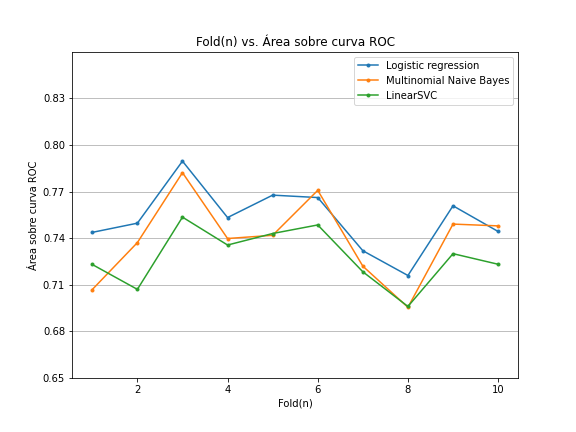 Fold(n) vs. Área sobre curva ROC
Logistic regression
Multinomial Naive Bayes
LinearSVC
Área sobre curva ROC
0.83
0.80
0.77
0.74
0.71
0.68
0.65
2 4 6 8 10
Fold(n)